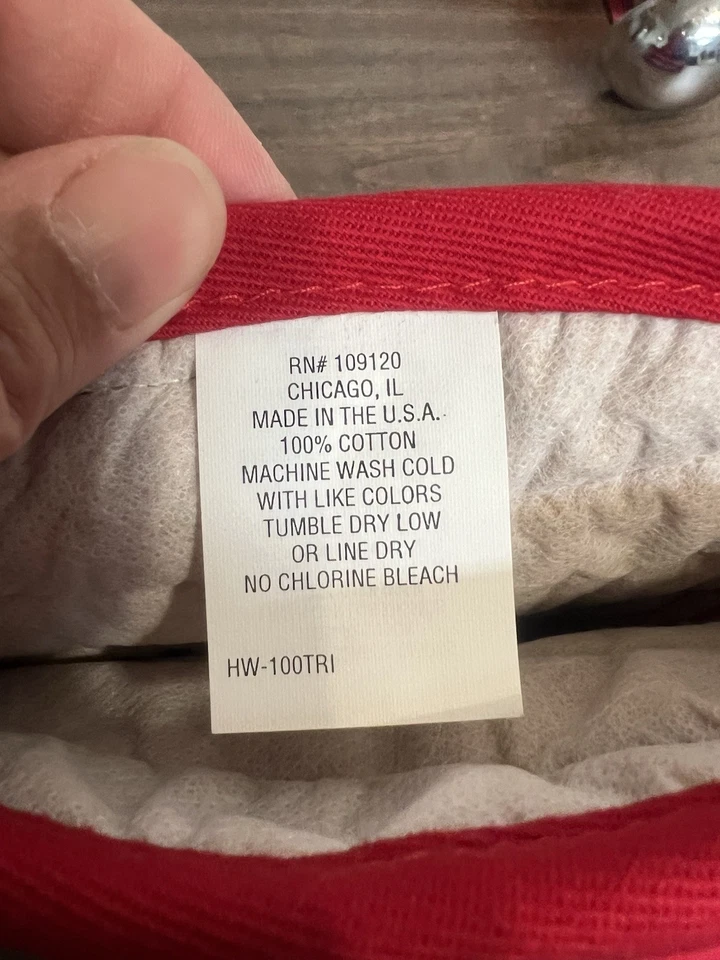 RN# 109120
CHICAGO, IL
MADE IN THE U.S.A.
100% COTTON
MACHINE WASH COLD
WITH LIKE COLORS
TUMBLE DRY LOW
OR LINE DRY
NO CHLORINE BLEACH
HW-100TRI